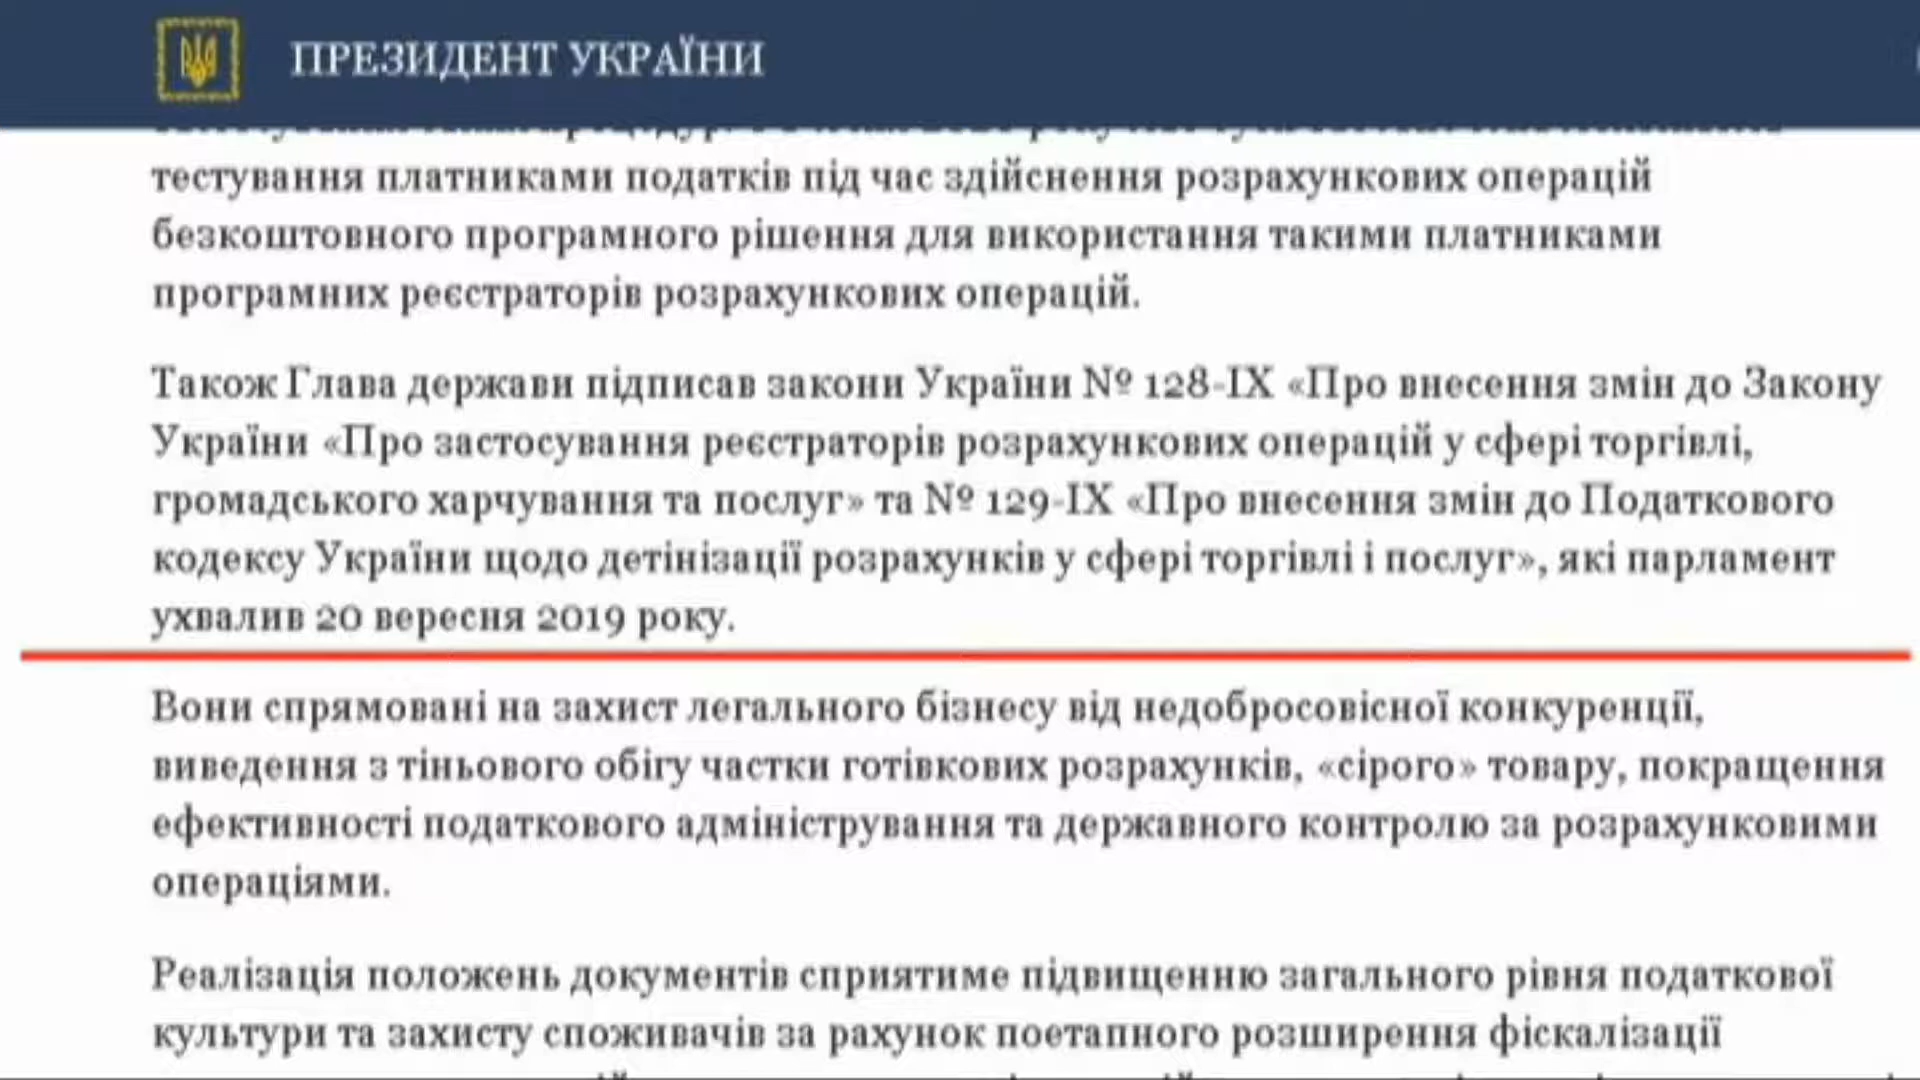 ПРЕЗИДЕНТ УКРАЇНИ
тестування платниками податків під час здійснення розрахункових операцій
безкоштовного програмного рішення для використання такими платниками
програмних реєстраторів розрахункових операцій.
Також Глава держави підписав закони України № 128-IX «Про внесення змін до Закону
України «Про застосування реєстраторів розрахункових операцій у сфері торгівлі,
громадського харчування та послуг» та № 129-IX «Про внесення змін до Податкового
кодексу України щодо детінізації розрахунків у сфері торгівлі і послуг», які парламент
ухвалив 20 вересня 2019 року.
Вони спрямовані на захист легального бізнесу від недобросовісної конкуренції,
виведення з тіньового обігу частки готівкових розрахунків, «сірого» товару, покращення
ефективності податкового адміністрування та державного контролю за розрахунковими
операціями.
Реалізація положень документів сприятиме підвищенню загального рівня податкової
культури та захисту споживачів за рахунок поетапного розширення фіскалізації